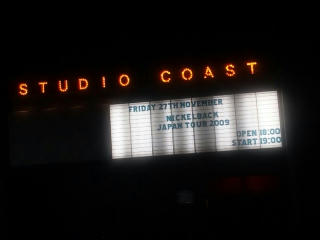 STUDIO COAST
FRIDAY 27TH NOVEMBER
NICKELBACK
JAPAN TOUR 2009
OPEN 18:00
START 19:00